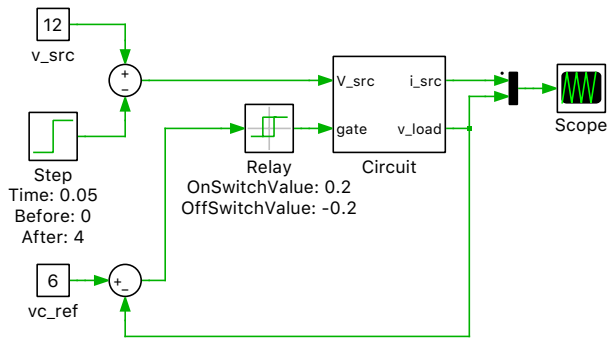 12
v_src
+
−
Step
Time: 0.05
Before: 0
After: 4
Relay
OnSwitchValue: 0.2
OffSwitchValue: -0.2
V_src
gate
i_src
v_load
Circuit
Scope
6
vc_ref
+
−